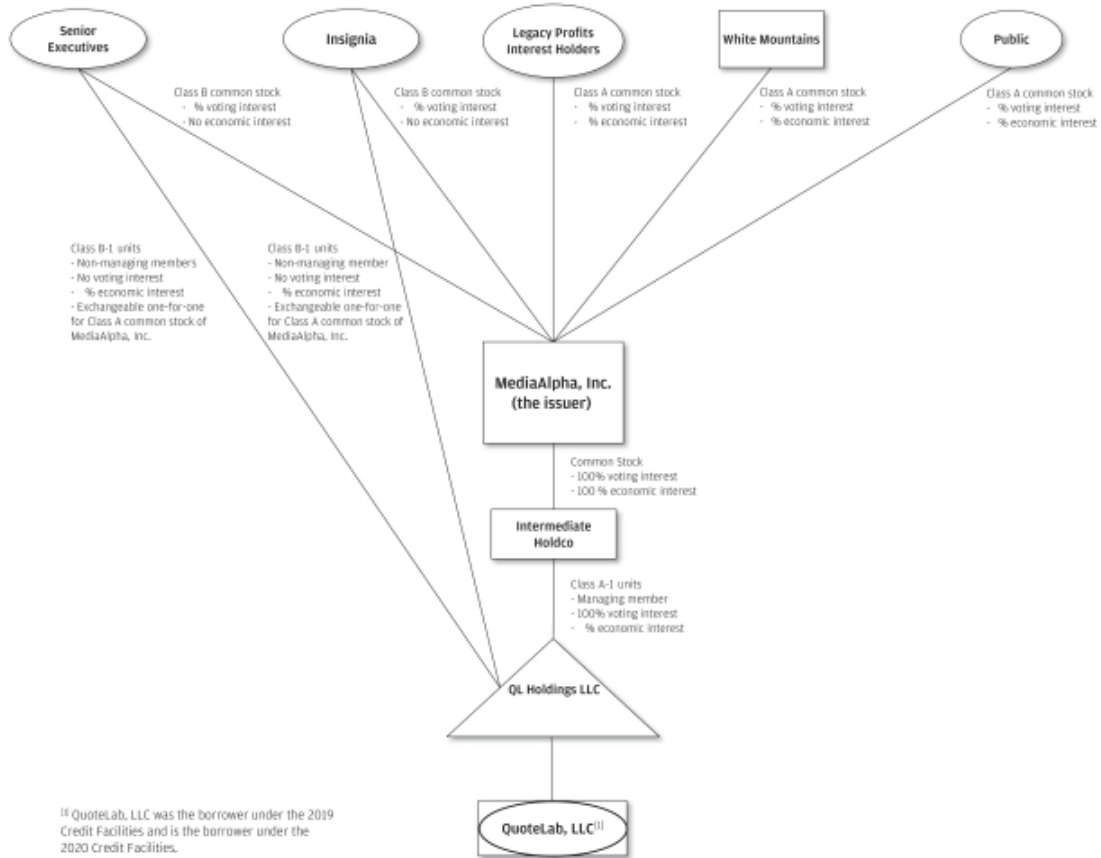 Senior
Executives
Insignia
Legacy Profits
Interest Holders
White Mountains
Public
Class B common stock
- % voting interest
- No economic interest
Class B common stock
- % voting interest
- No economic interest
Class A common stock
- % voting interest
- % economic interest
Class A common stock
- % voting interest
- % economic interest
Class A common stock
- % voting interest
- % economic interest
Class B-1 units
- Non-managing members
- No voting interest
- % economic interest
- Exchangeable one-for-one
for Class A common stock of
MediaAlpha, Inc.
Class B-1 units
- Non-managing member
- No voting interest
- % economic interest
- Exchangeable one-for-one
for Class A common stock of
MediaAlpha, Inc.
MediaAlpha, Inc.
(the issuer)
Common Stock
- 100% voting interest
- 100 % economic interest
Intermediate
Holdco
Class A-1 units
- Managing member
- 100% voting interest
- % economic interest
QL Holdings LLC
QuoteLab, LLC[1]
[1] QuoteLab, LLC was the borrower under the 2019
Credit Facilities and is the borrower under the
2020 Credit Facilities.